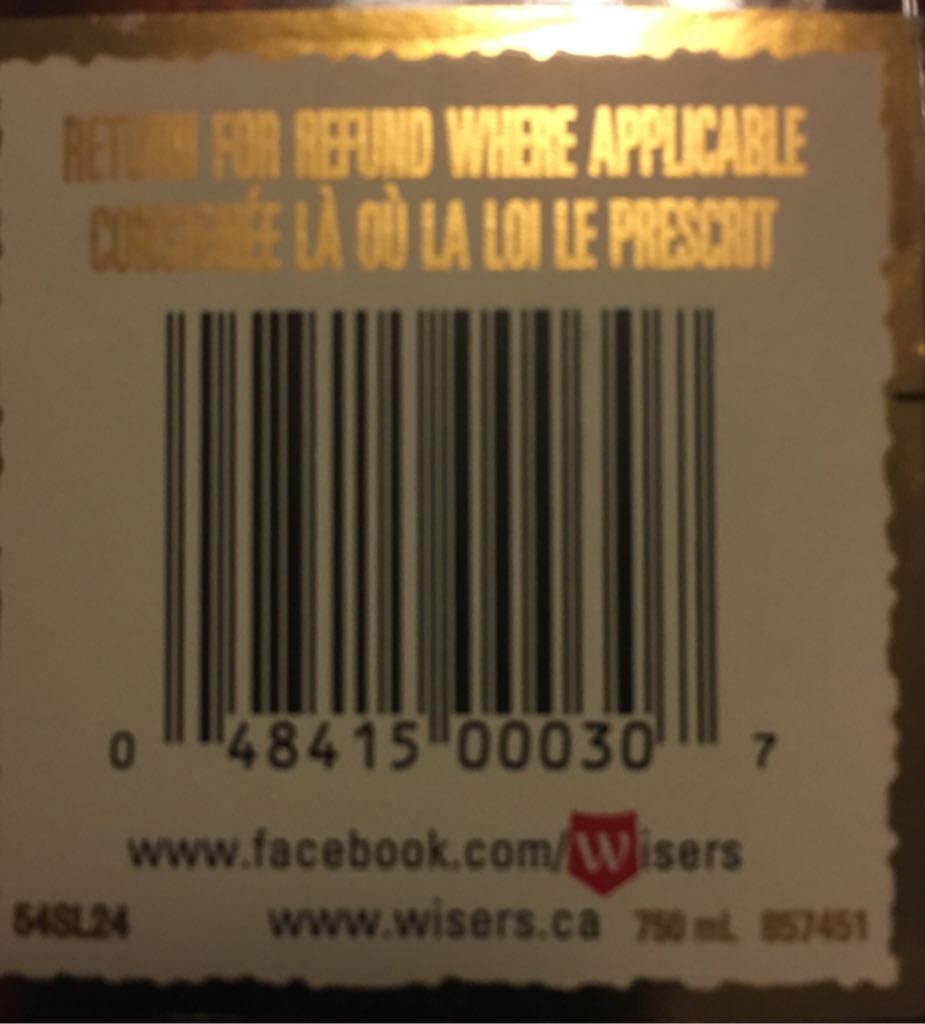 RETURN FOR REFUND WHERE APPLICABLE
CONSIGNÉE LÀ OÙ LA LOI LE PRESCRIT
0 48415 00030 7
www.facebook.com/Wisers
www.wisers.ca
54SL24 750 mL 857451